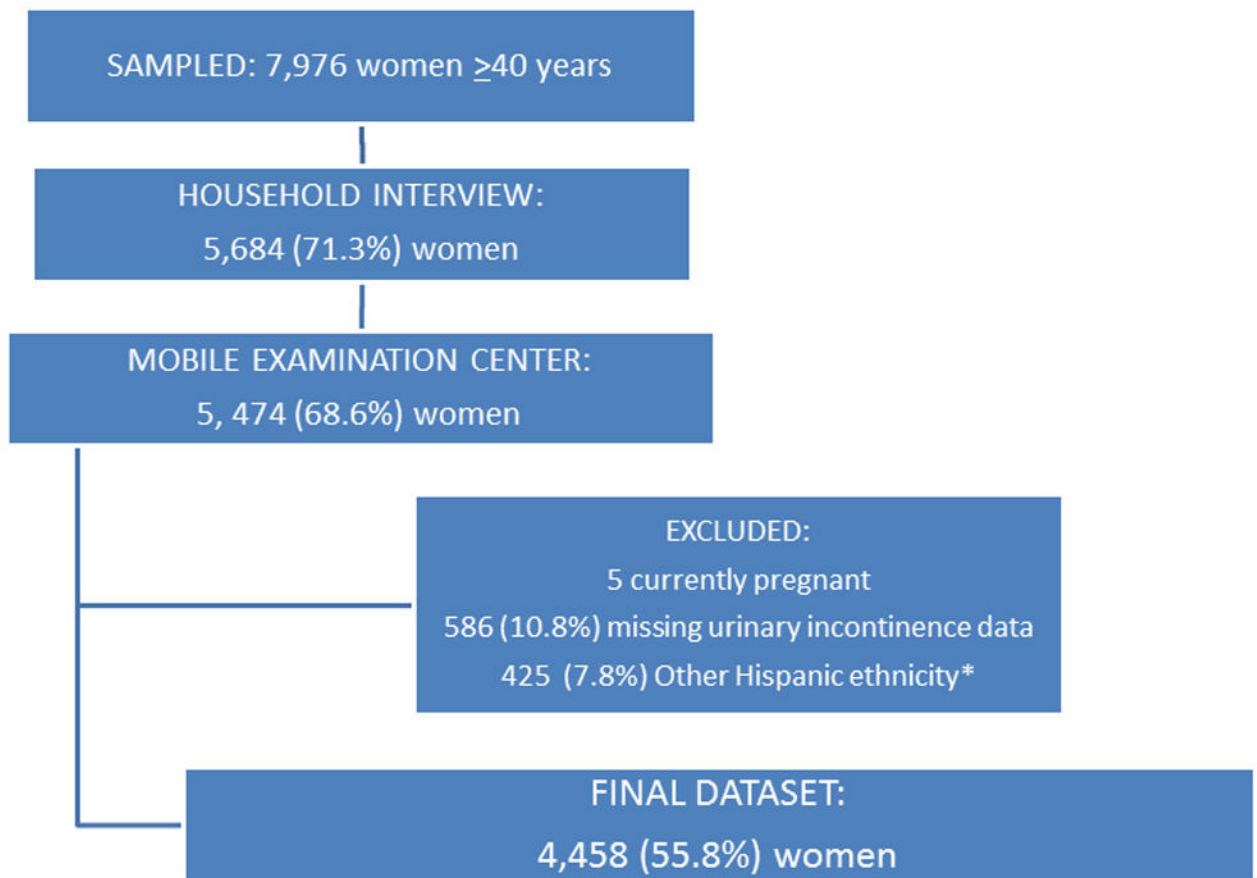 SAMPLED: 7,976 women ≥40 years
HOUSEHOLD INTERVIEW:
5,684 (71.3%) women
MOBILE EXAMINATION CENTER:
5, 474 (68.6%) women
EXCLUDED:
5 currently pregnant
586 (10.8%) missing urinary incontinence data
425 (7.8%) Other Hispanic ethnicity*
FINAL DATASET:
4,458 (55.8%) women